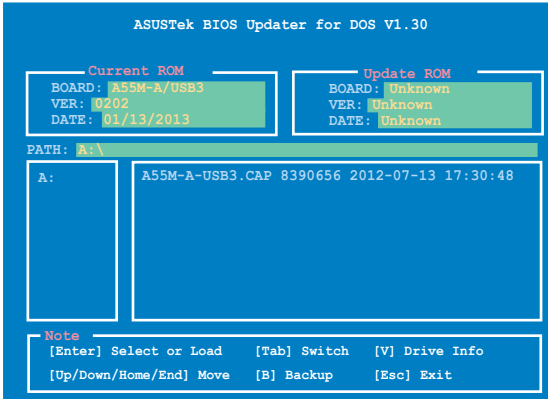 ASUSTek BIOS Updater for DOS V1.30
Current ROM
BOARD: A55M-A/USB3
VER: 0202
DATE: 01/13/2013
Update ROM
BOARD: Unknown
VER: Unknown
DATE: Unknown
PATH: A:\
A:
A55M-A-USB3.CAP 8390656 2012-07-13 17:30:48
Note
[Enter] Select or Load [Tab] Switch [V] Drive Info
[Up/Down/Home/End] Move [B] Backup [Esc] Exit